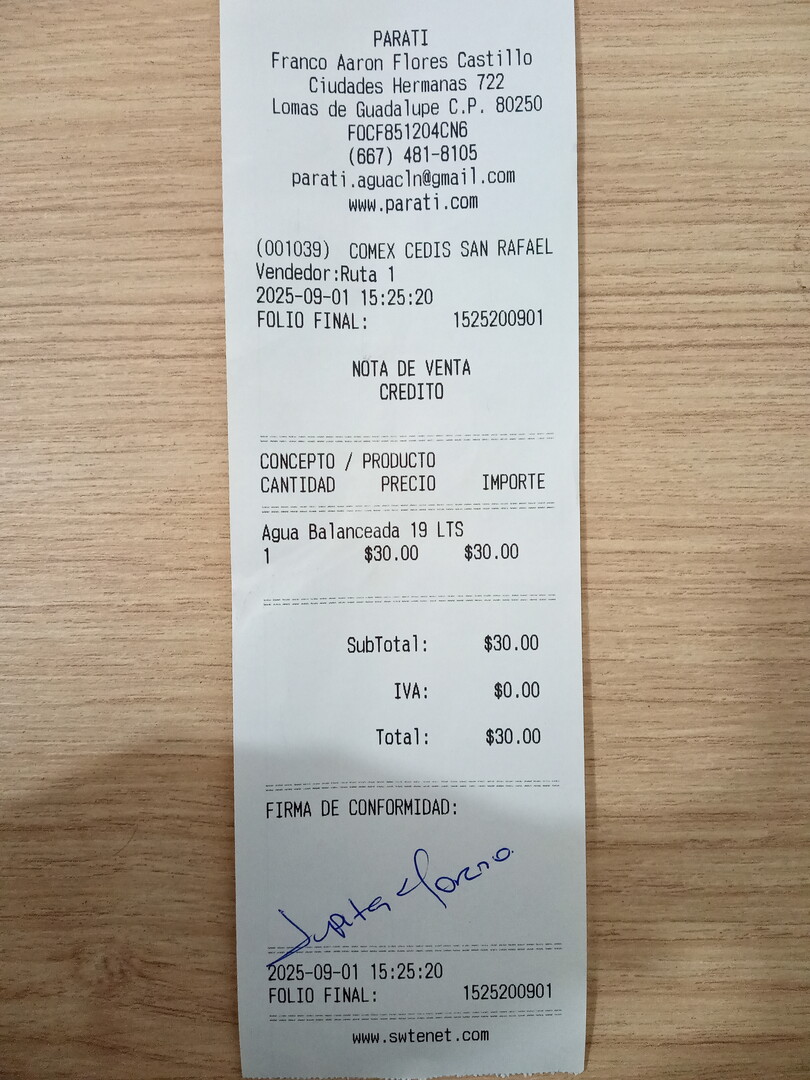 PARATI
Franco Aaron Flores Castillo
Ciudades Hermanas 722
Lomas de Guadalupe C.P. 80250
FOCF851204CN6
(667) 481-8105
parati.aguacln@gmail.com
www.parati.com
(001039) COMEX CEDIS SAN RAFAEL
Vendedor:Ruta 1
2025-09-01 15:25:20
FOLIO FINAL: 1525200901
NOTA DE VENTA
CREDITO
CONCEPTO / PRODUCTO
CANTIDAD PRECIO IMPORTE
Agua Balanceada 19 LTS
1 $30.00 $30.00
SubTotal: $30.00
IVA: $0.00
Total: $30.00
FIRMA DE CONFORMIDAD:
Moreno
2025-09-01 15:25:20
FOLIO FINAL: 1525200901
www.swtenet.com